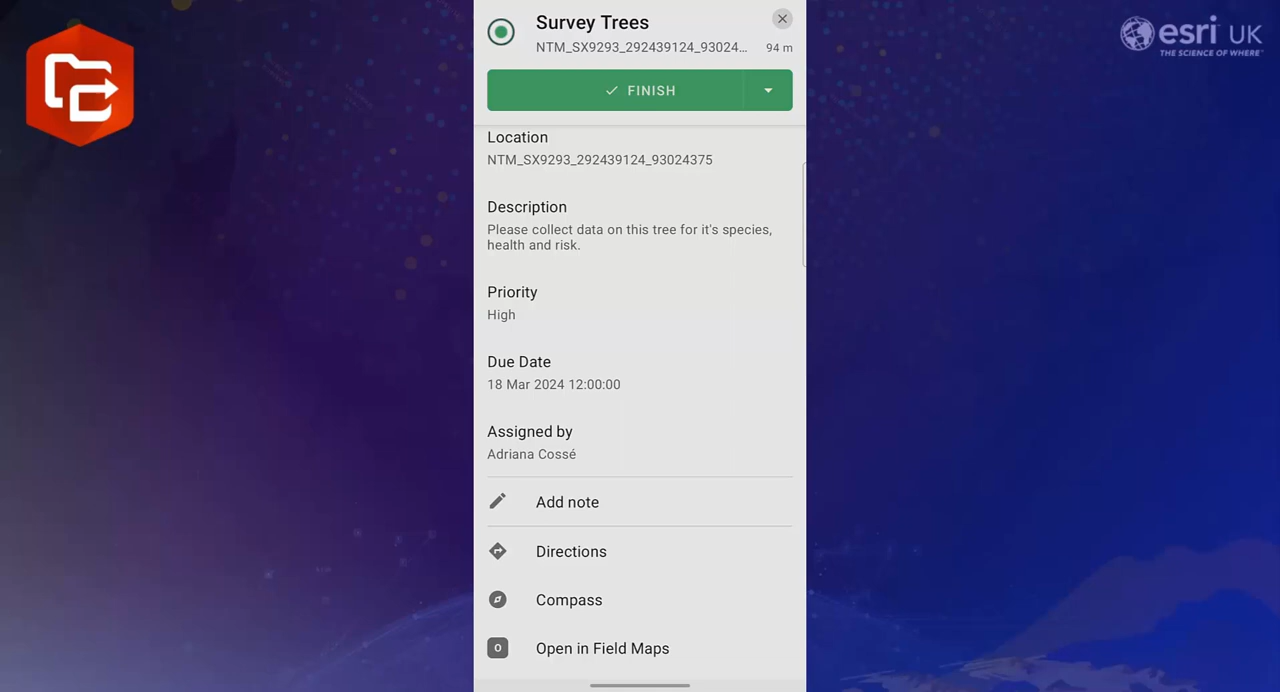 esri UK
THE SCIENCE OF WHERE™
Survey Trees
NTM_SX9293_292439124_93024...
94 m
FINISH
Location
NTM_SX9293_292439124_93024375
Description
Please collect data on this tree for it's species,
health and risk.
Priority
High
Due Date
18 Mar 2024 12:00:00
Assigned by
Adriana Cossé
Add note
Directions
Compass
O
Open in Field Maps